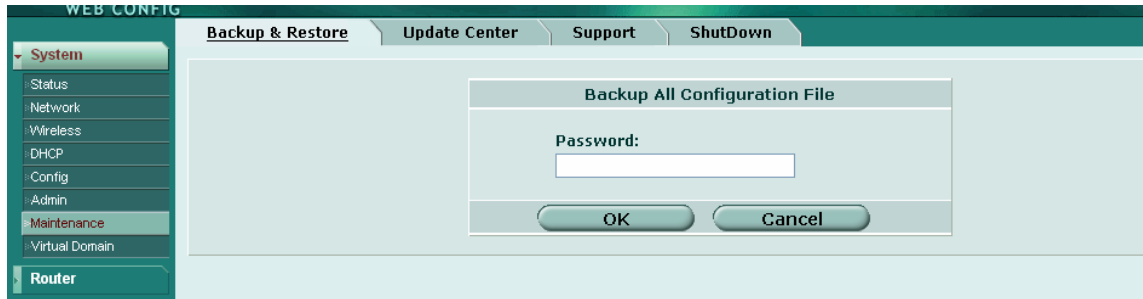 WEB CONFIG
Backup & Restore
Update Center
Support
ShutDown
System
Status
Network
Wireless
DHCP
Config
Admin
Maintenance
Virtual Domain
Router
Backup All Configuration File
Password:
OK
Cancel